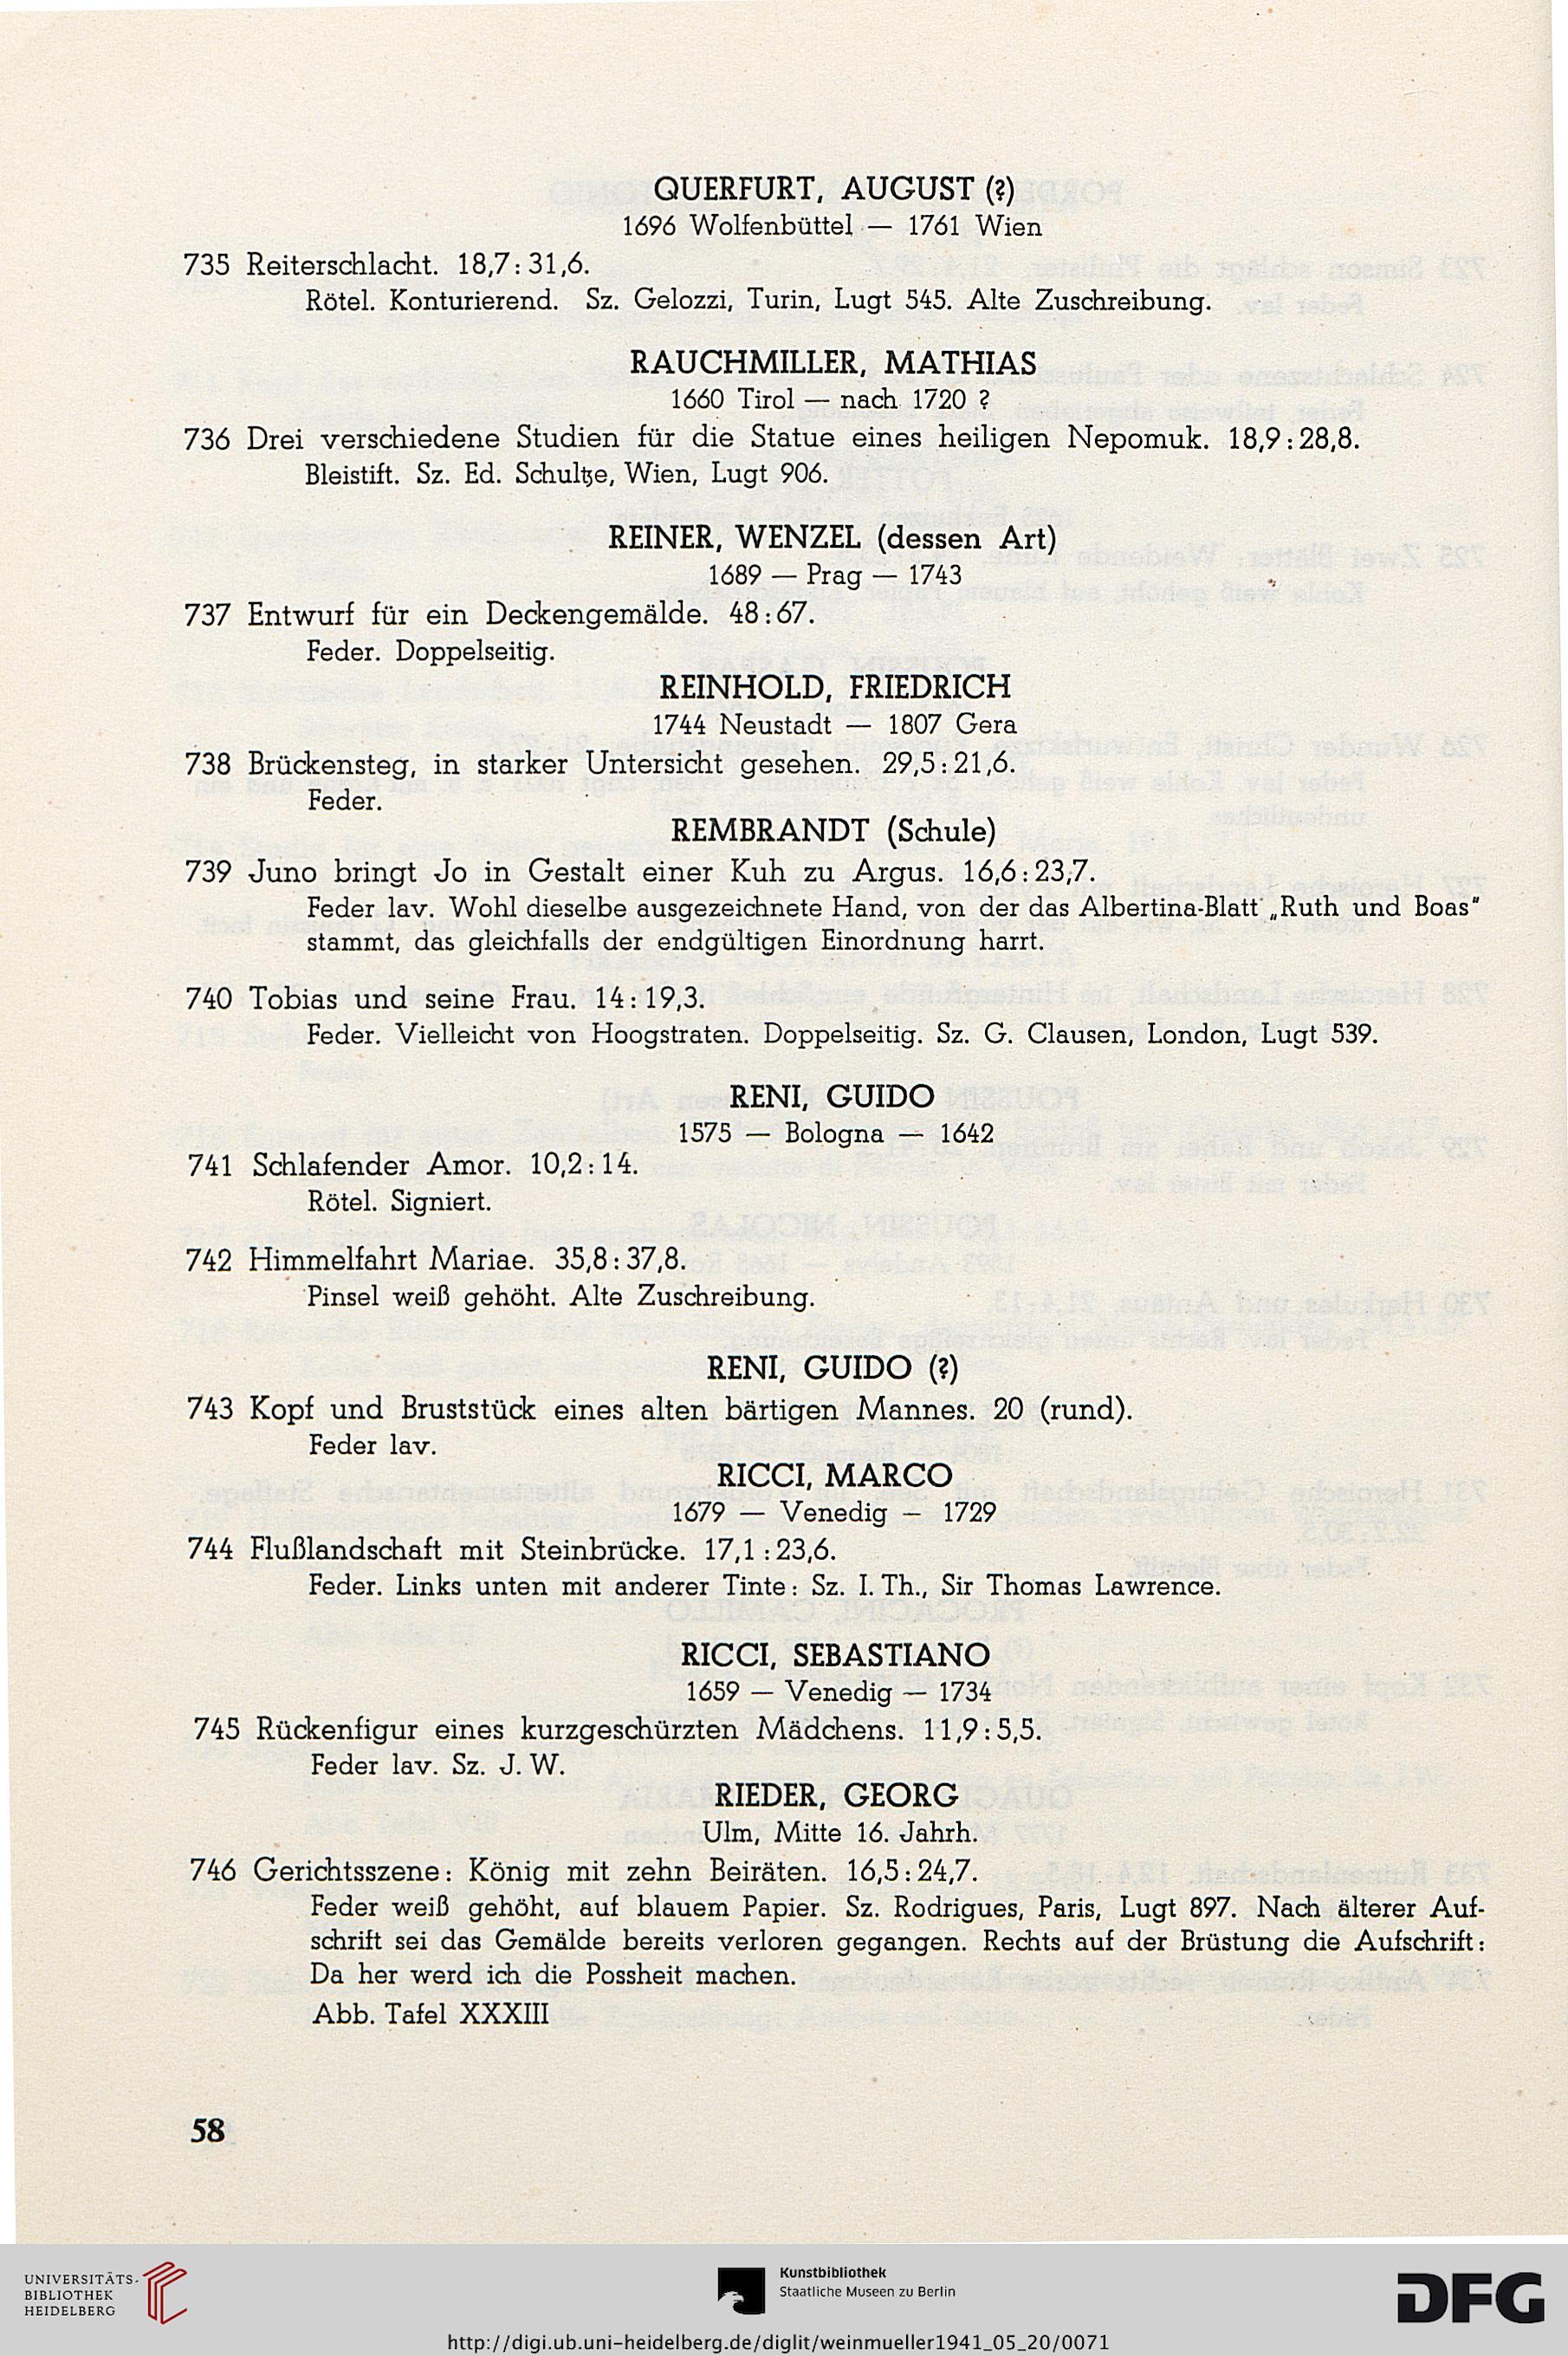 QUERFURT, AUGUST (?)
1696 Wolfenbüttel — 1761 Wien
735 Reiterschlacht. 18,7 : 31,6.
Rötel. Konturierend. Sz. Gelozzi, Turin, Lugt 545. Alte Zuschreibung.
RAUCHMILLER, MATHIAS
1660 Tirol — nach 1720 ?
736 Drei verschiedene Studien für die Statue eines heiligen Nepomuk. 18,9 : 28,8.
Bleistift. Sz. Ed. Schultze, Wien, Lugt 906.
REINER, WENZEL (dessen Art)
1689 — Prag — 1743
737 Entwurf für ein Deckengemälde. 48 : 67.
Feder. Doppelseitig.
REINHOLD, FRIEDRICH
1744 Neustadt — 1807 Gera
738 Brückensteg, in starker Untersicht gesehen. 29,5 : 21,6.
Feder.
REMBRANDT (Schule)
739 Juno bringt Jo in Gestalt einer Kuh zu Argus. 16,6 : 23,7.
Feder lav. Wohl dieselbe ausgezeichnete Hand, von der das Albertina-Blatt „Ruth und Boas"
stammt, das gleichfalls der endgültigen Einordnung harrt.
740 Tobias und seine Frau. 14 : 19,3.
Feder. Vielleicht von Hoogstraten. Doppelseitig. Sz. G. Clausen, London, Lugt 539.
RENI, GUIDO
1575 — Bologna — 1642
741 Schlafender Amor. 10,2 : 14.
Rötel. Signiert.
742 Himmelfahrt Mariae. 35,8 : 37,8.
Pinsel weiß gehöht. Alte Zuschreibung.
RENI, GUIDO (?)
743 Kopf und Bruststück eines alten bärtigen Mannes. 20 (rund).
Feder lav.
RICCI, MARCO
1679 — Venedig — 1729
744 Flußlandschaft mit Steinbrücke. 17,1 : 23,6.
Feder. Links unten mit anderer Tinte : Sz. I. Th., Sir Thomas Lawrence.
RICCI, SEBASTIANO
1659 — Venedig — 1734
745 Rückenfigur eines kurzgeschürzten Mädchens. 11,9 : 5,5.
Feder lav. Sz. J. W.
RIEDER, GEORG
Ulm, Mitte 16. Jahrh.
746 Gerichtsszene : König mit zehn Beiräten. 16,5 : 24,7.
Feder weiß gehöht, auf blauem Papier. Sz. Rodrigues, Paris, Lugt 897. Nach älterer Auf-
schrift sei das Gemälde bereits verloren gegangen. Rechts auf der Brüstung die Aufschrift :
Da her werd ich die Possheit machen.
Abb. Tafel XXXIII
58
UNIVERSITÄTS-
BIBLIOTHEK
HEIDELBERG
Kunstbibliothek
Staatliche Museen zu Berlin
DFG
http://digi.ub.uni-heidelberg.de/diglit/weinmueller1941_05_20/0071